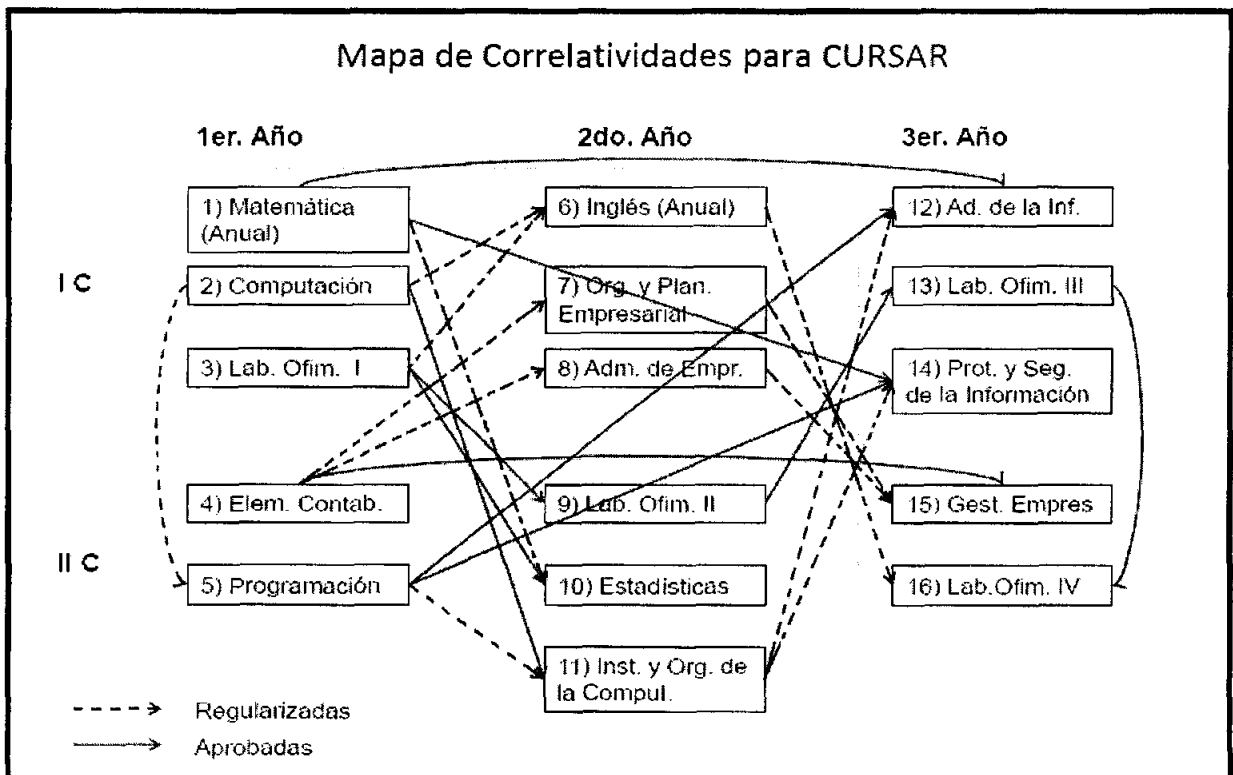 Mapa de Correlatividades para CURSAR
1er. Año
2do. Año
3er. Año
I C
1) Matemática
(Anual)
2) Computación
3) Lab. Ofim. I
6) Inglés (Anual)
7) Org. y Plan.
Empresarial
8) Adm. de Empr.
12) Ad. de la Inf.
13) Lab. Ofim. III
14) Prot. y Seg.
de la Información
II C
4) Elem. Contab.
5) Programación
9) Lab. Ofim. II
10) Estadísticas
11) Inst. y Org. de
la Compul.
15) Gest. Empres
16) Lab.Ofim. IV
Regularizadas
Aprobadas